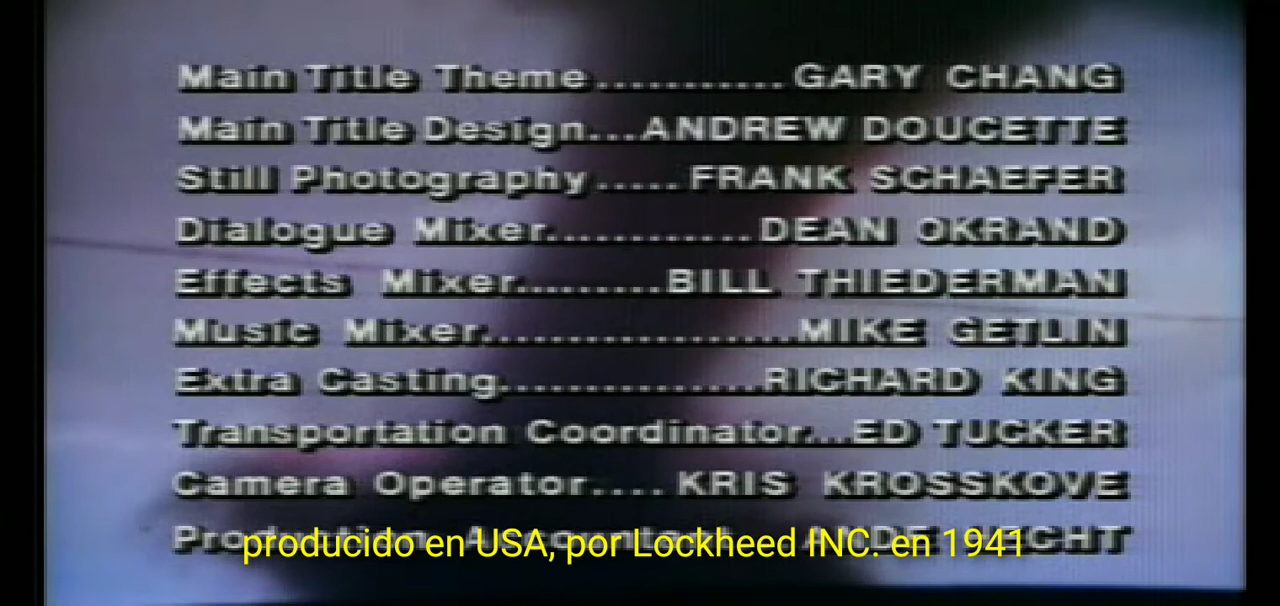 Main Title Theme...........GARY CHANG
Main Title Design...ANDREW DOUCETTE
Still Photography.....FRANK SCHAEFER
Dialogue Mixer............DEAN OKRAND
Effects Mixer.........BILL THIEDERMAN
Music Mixer...................MIKE GETLIN
Extra Casting...............RICHARD KING
Transportation Coordinator...ED TUCKER
Camera Operator....KRIS KROSSKOVE
Production Accountant
producido en USA, por Lockheed INC. en 1941